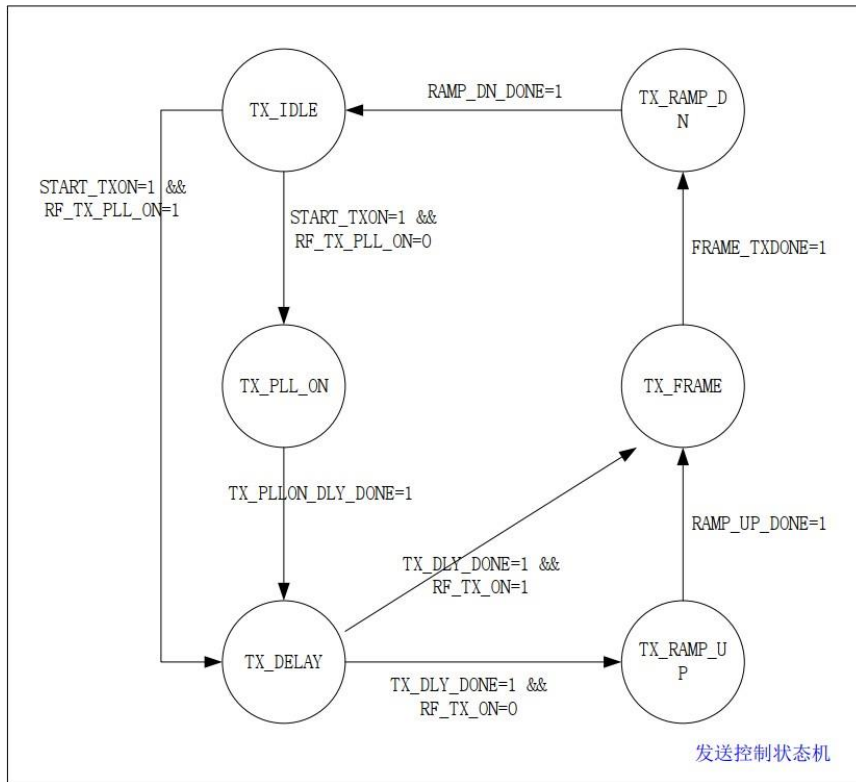 TX_IDLE
RAMP_DN_DONE=1
TX_RAMP_D
N
START_TXON=1 &&
RF_TX_PLL_ON=1
START_TXON=1 &&
RF_TX_PLL_ON=0
FRAME_TXDONE=1
TX_PLL_ON
TX_FRAME
TX_PLLON_DLY_DONE=1
RAMP_UP_DONE=1
TX_DLY_DONE=1 &&
RF_TX_ON=1
TX_DELAY
TX_RAMP_U
P
TX_DLY_DONE=1 &&
RF_TX_ON=0
发送控制状态机